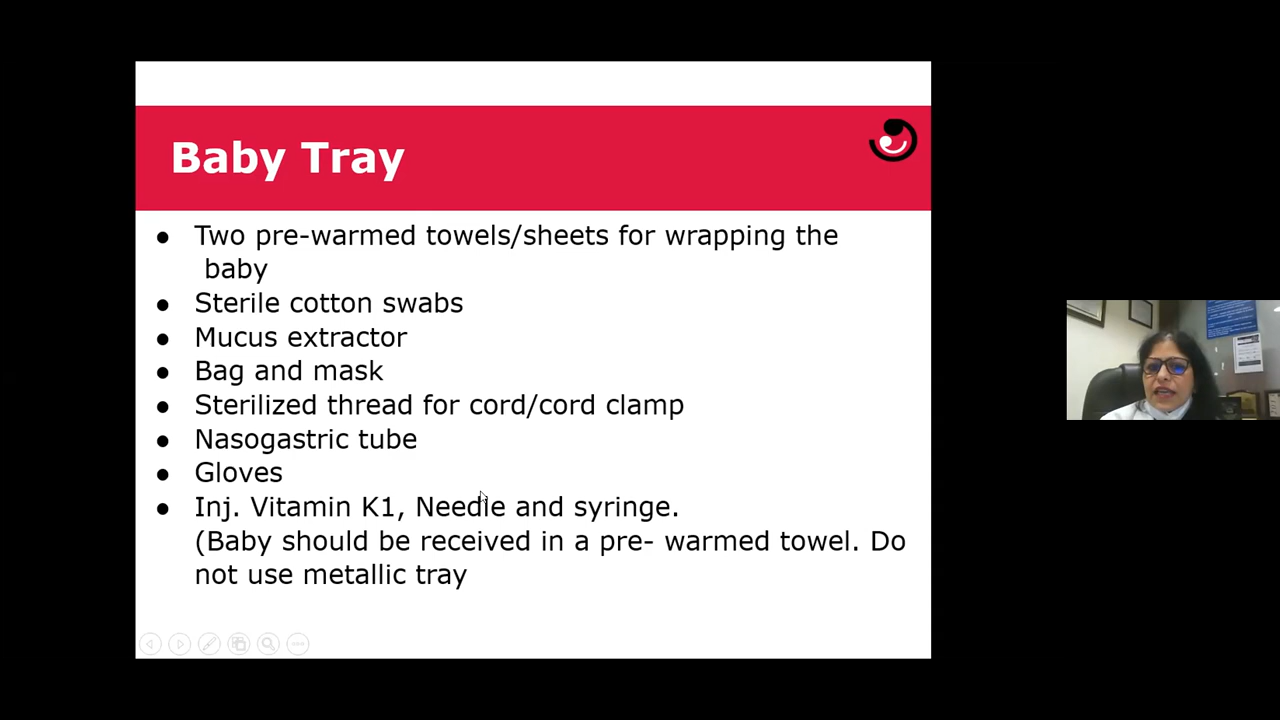 Baby Tray
● Two pre-warmed towels/sheets for wrapping the
baby
● Sterile cotton swabs
● Mucus extractor
● Bag and mask
● Sterilized thread for cord/cord clamp
● Nasogastric tube
● Gloves
● Inj. Vitamin K1, Needle and syringe.
(Baby should be received in a pre- warmed towel. Do
not use metallic tray